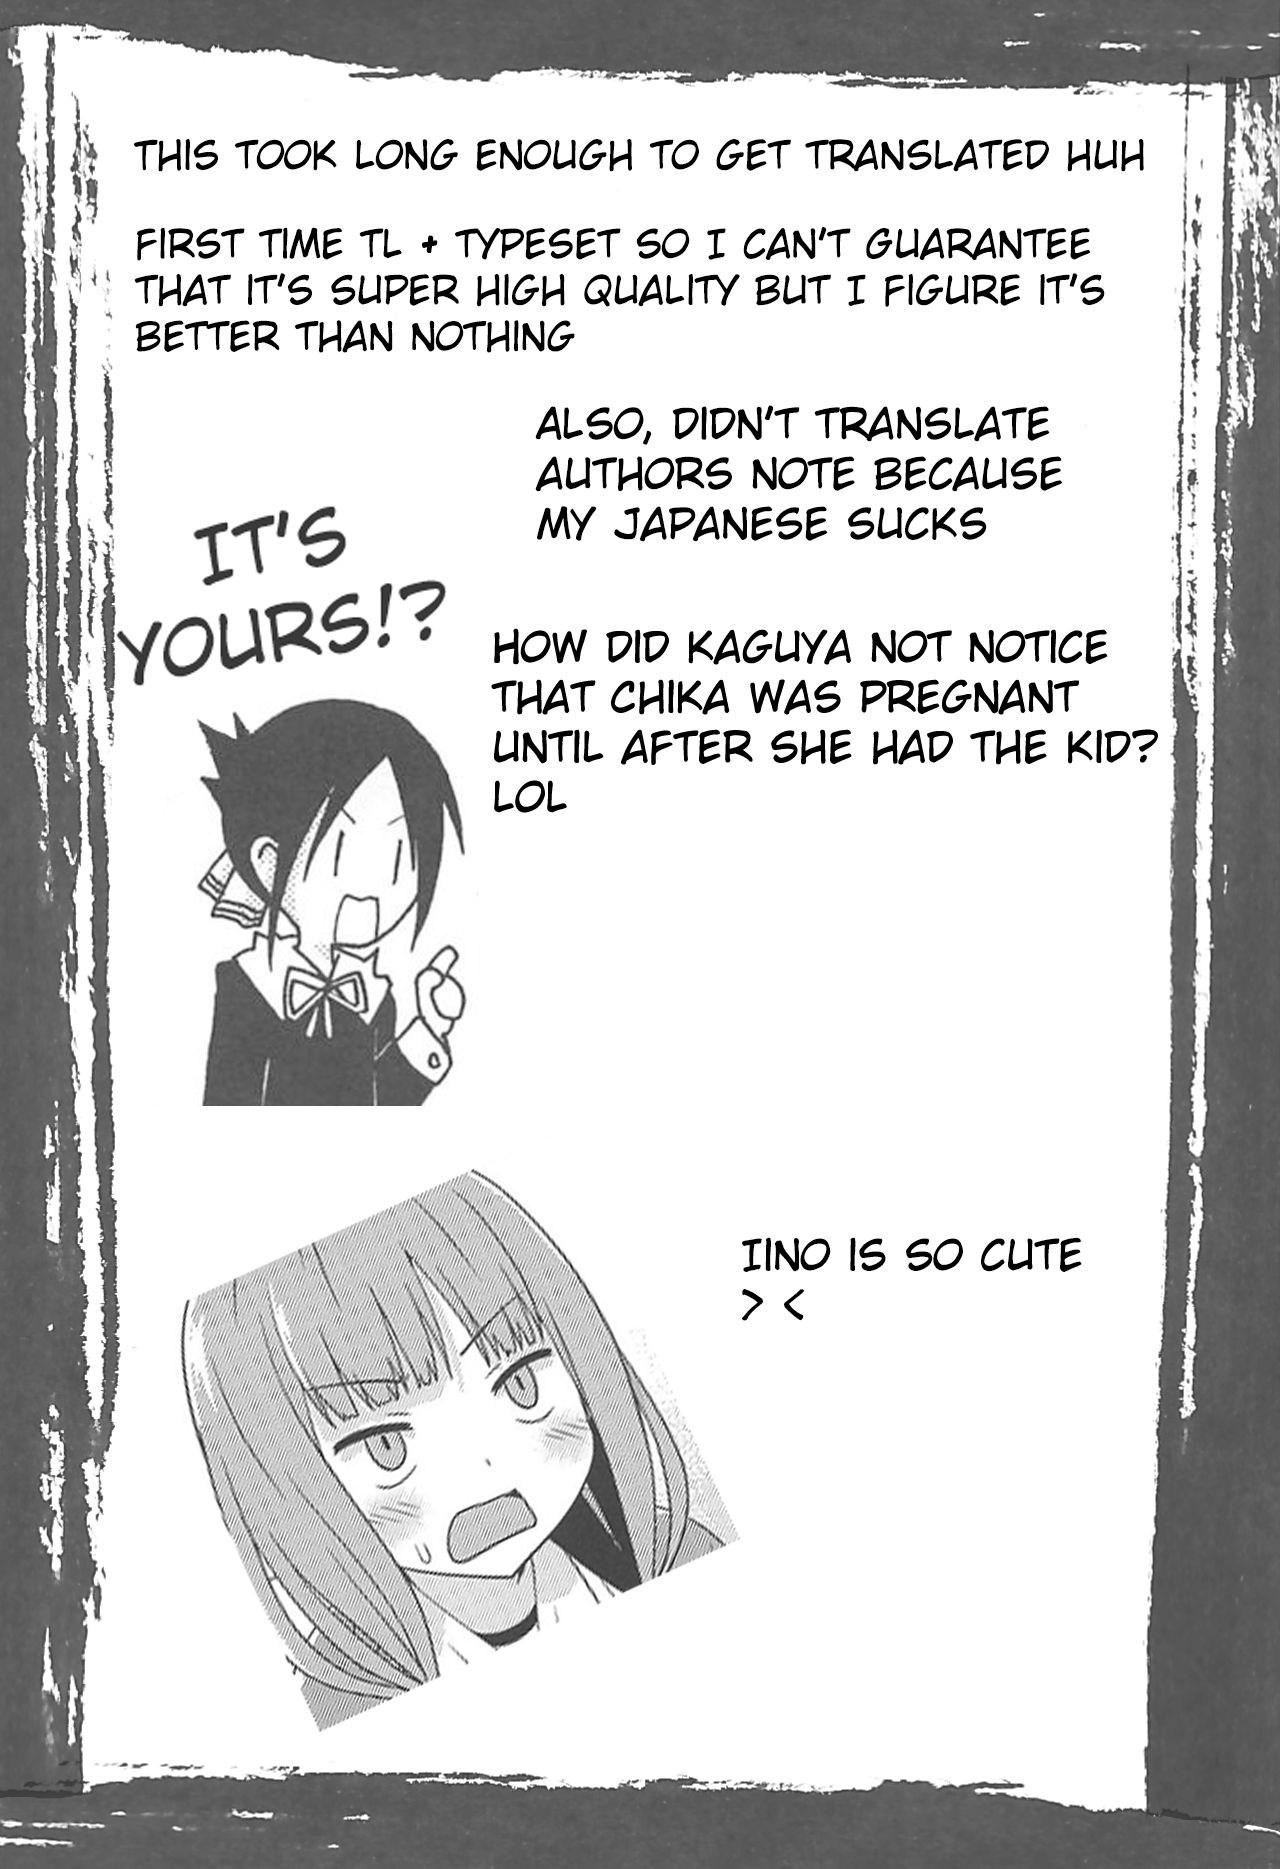 THIS TOOK LONG ENOUGH TO GET TRANSLATED HUH
FIRST TIME TL + TYPESET SO I CAN'T GUARANTEE
THAT IT'S SUPER HIGH QUALITY BUT I FIGURE IT'S
BETTER THAN NOTHING
ALSO, DIDN'T TRANSLATE
AUTHORS NOTE BECAUSE
MY JAPANESE SUCKS
IT'S
YOURS!?
HOW DID KAGUYA NOT NOTICE
THAT CHIKA WAS PREGNANT
UNTIL AFTER SHE HAD THE KID?
LOL
IINO IS SO CUTE
> <